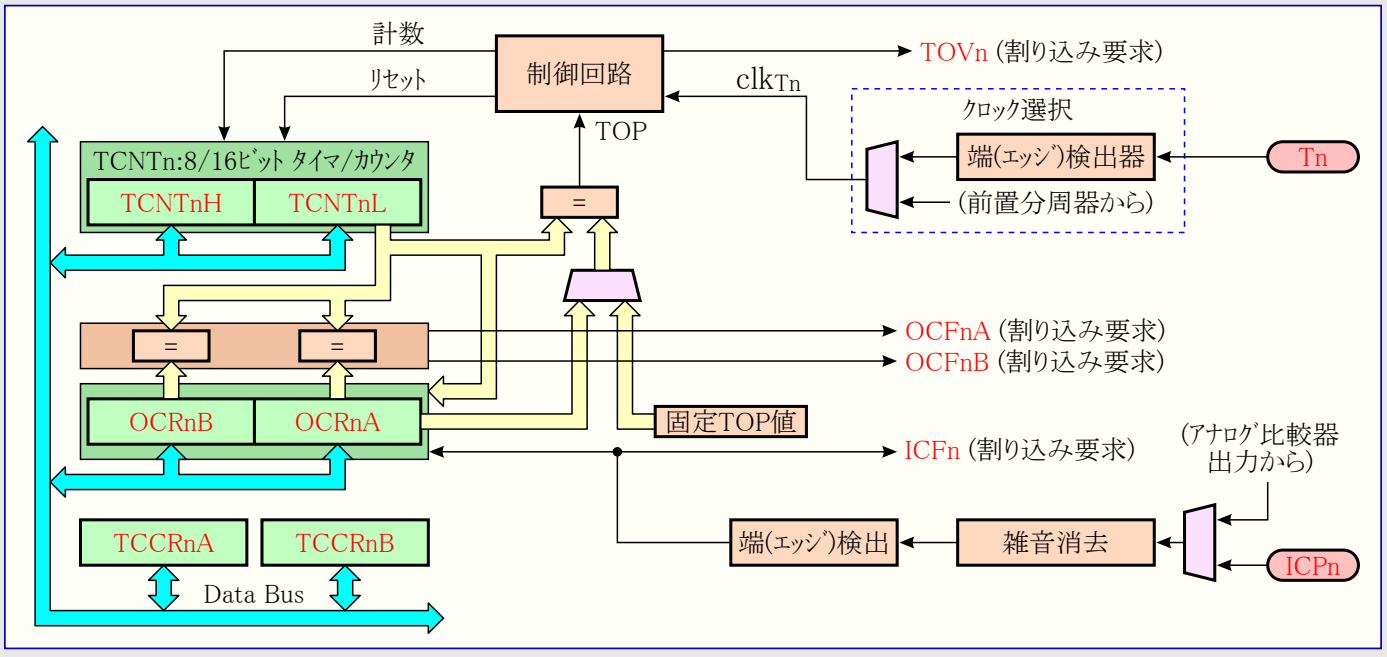 計数
制御回路
TOVn (割り込み要求)
リセット
clkTn
クロック選択
TOP
TCNTn:8/16ビット タイマ/カウンタ
端(エッジ)検出器
Tn
TCNTnH
TCNTnL
=
(前置分周器から)
=
=
OCFnA (割り込み要求)
OCFnB (割り込み要求)
OCRnB
OCRnA
固定TOP値
ICFn (割り込み要求)
(アナログ比較器
出力から)
TCCRnA
TCCRnB
端(エッジ)検出
雑音消去
ICPn
Data Bus